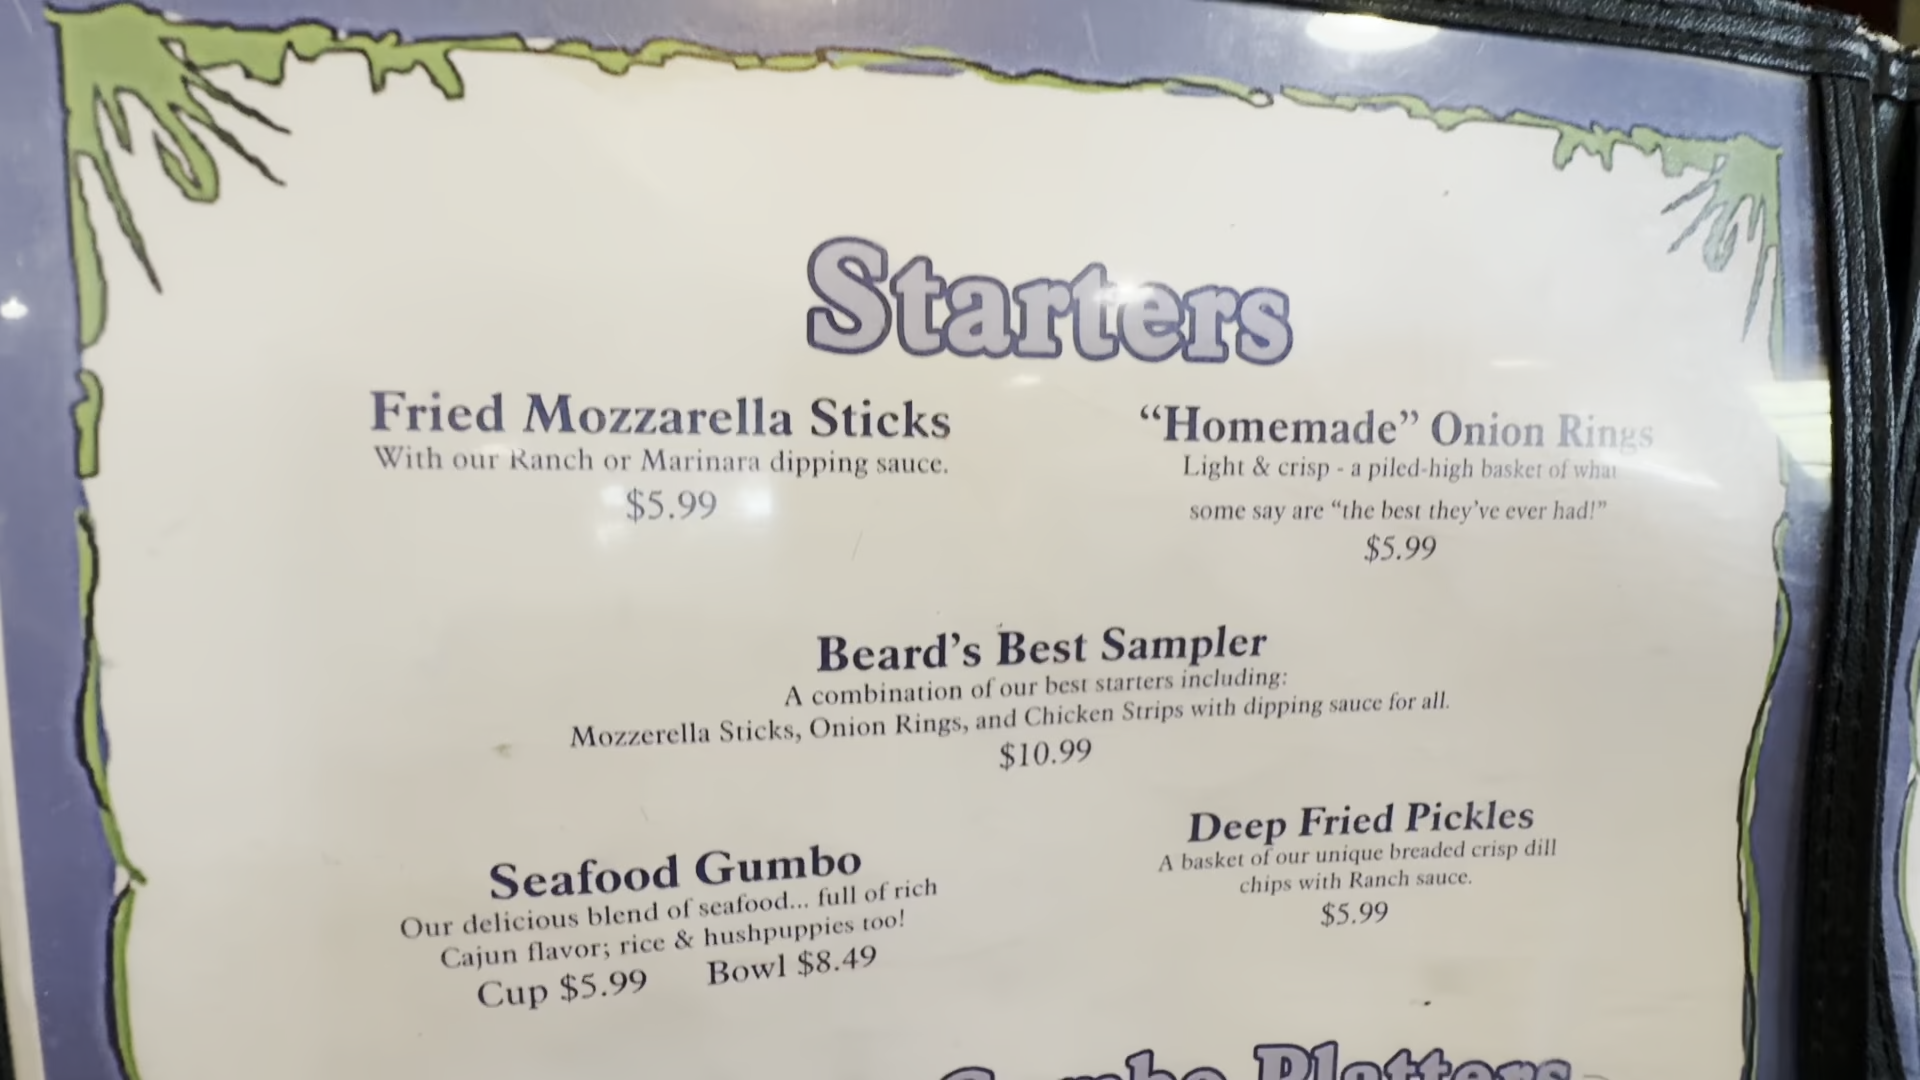 Starters
Fried Mozzarella Sticks
With our Ranch or Marinara dipping sauce.
$5.99
“Homemade” Onion Rings
Light & crisp - a piled-high basket of what
some say are “the best they’ve ever had!”
$5.99
Beard’s Best Sampler
A combination of our best starters including:
Mozzerella Sticks, Onion Rings, and Chicken Strips with dipping sauce for all.
$10.99
Seafood Gumbo
Our delicious blend of seafood... full of rich
Cajun flavor; rice & hushpuppies too!
Cup $5.99 Bowl $8.49
Deep Fried Pickles
A basket of our unique breaded crisp dill
chips with Ranch sauce.
$5.99
Platters